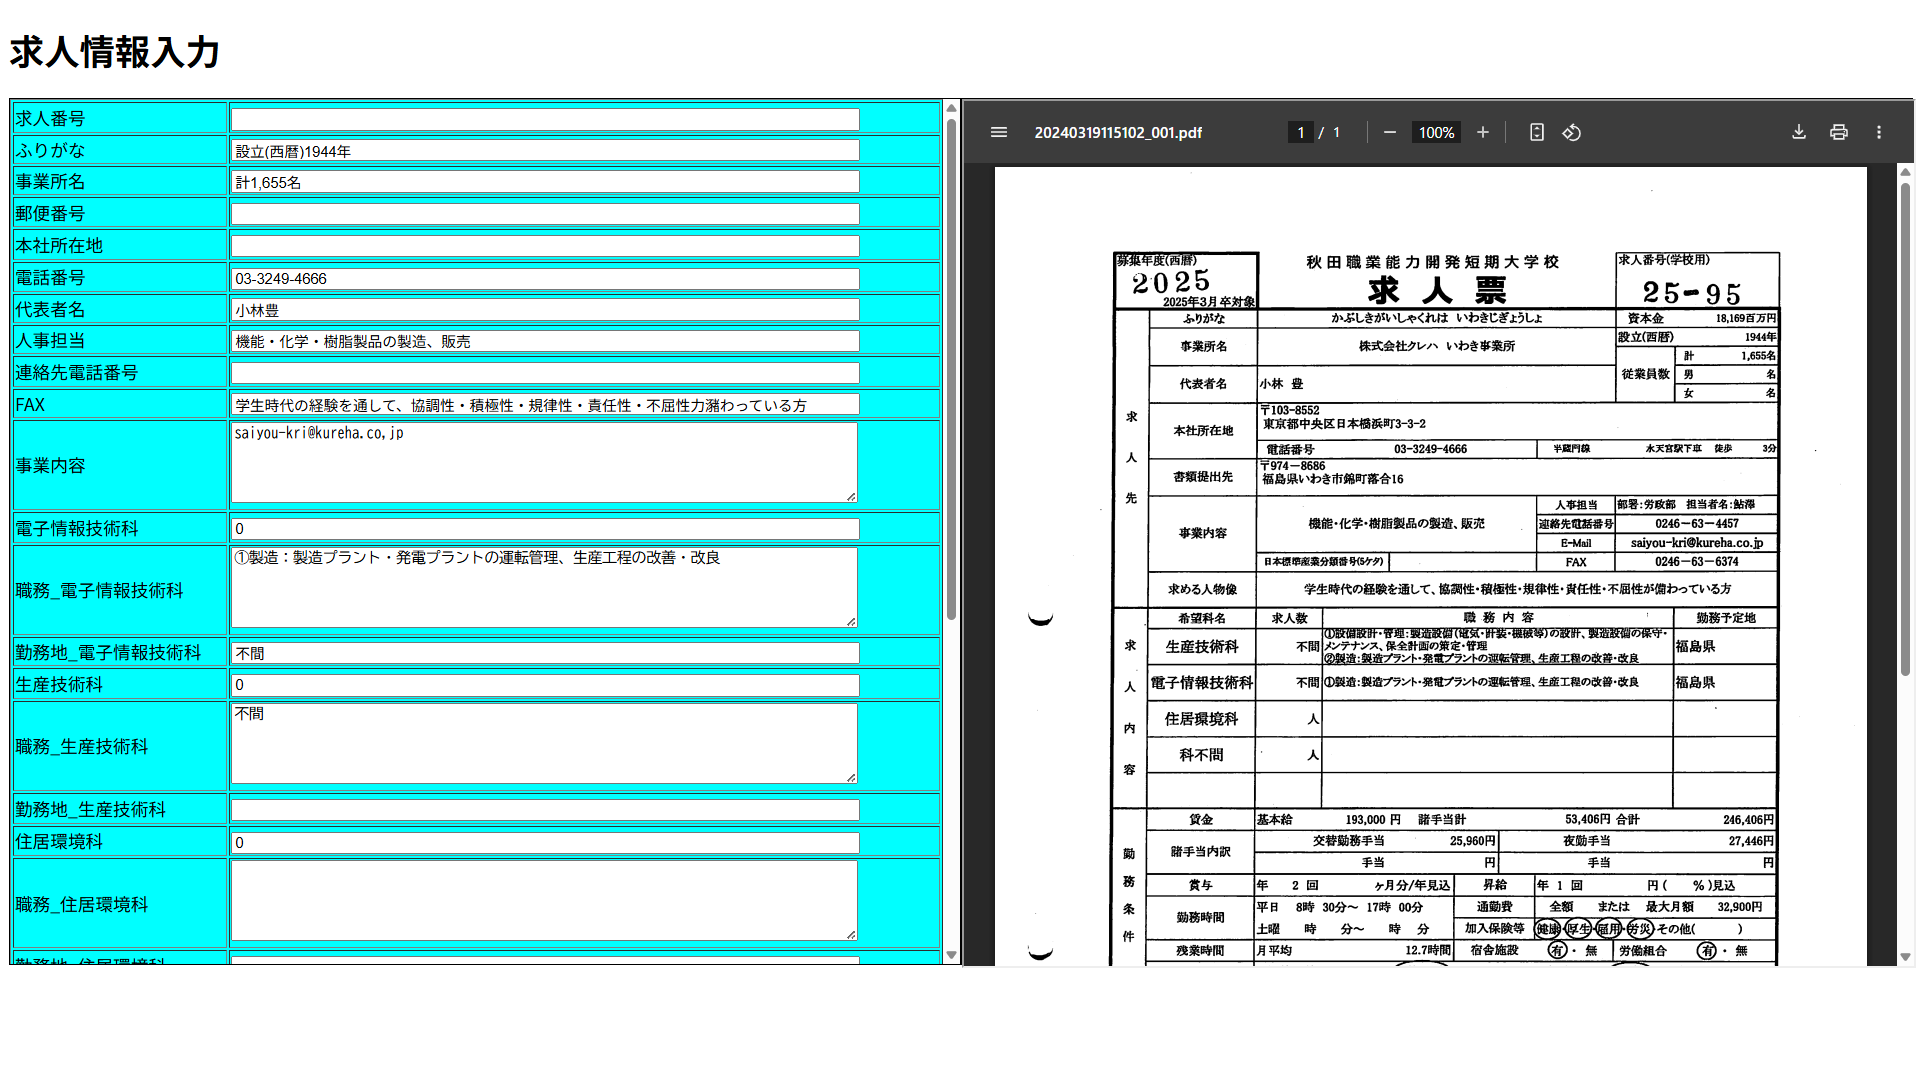 求人情報入力
求人番号
ふりがな 設立(西暦)1944年
事業所名 計1,655名
郵便番号
本社所在地
電話番号 03-3249-4666
代表者名 小林豊
人事担当 機能・化学・樹脂製品の製造、販売
連絡先電話番号
FAX 学生時代の経験を通して、協調性・積極性・規律性・責任性・不屈性力潴わっている方
事業内容 saiyou-kri@kureha.co,jp
電子情報技術科 0
職務_電子情報技術科 ①製造：製造プラント・発電プラントの運転管理、生産工程の改善・改良
勤務地_電子情報技術科 不間
生産技術科 0
職務_生産技術科 不間
勤務地_生産技術科
住居環境科 0
職務_住居環境科
勤務地_住居環境科
20240319115102_001.pdf 1 / 1 100%
募集年度(西暦)
2025
2025年3月卒対象
秋田職業能力開発短期大学校
求人票
求人番号(学校用)
25-95
求人先
ふりがな かぶしきがいしゃくれは いわきじぎょうしょ 資本金 18,169百万円
事業所名 株式会社クレハ いわき事業所 設立(西暦) 1944年
従業員数 計 1,655名
代表者名 小林 豊 男 名
女 名
本社所在地 〒103-8552
東京都中央区日本橋浜町3-3-2
電話番号 03-3249-4666 半蔵門線 水天宮駅下車 徒歩 3分
書類提出先 〒974－8686
福島県いわき市錦町落合16
事業内容 機能・化学・樹脂製品の製造、販売 人事担当 部署:労政部 担当者名:鮎澤
連絡先電話番号 0246－63－4457
E-Mail saiyou-kri@kureha.co.jp
日本標準産業分類番号(5ケタ) FAX 0246－63－6374
求める人物像 学生時代の経験を通して、協調性・積極性・規律性・責任性・不屈性が備わっている方
求人内容
希望科名 求人数 職務内容 勤務予定地
生産技術科 不間 ①設備設計・管理:製造設備(電気・計装・機械等)の設計、製造設備の保守・
メンテナンス、保全計画の策定・管理
②製造:製造プラント・発電プラントの運転管理、生産工程の改善・改良 福島県
電子情報技術科 不間 ①製造:製造プラント・発電プラントの運転管理、生産工程の改善・改良 福島県
住居環境科 人
科不間 人
勤務条件
賃金 基本給 193,000 円 諸手当計 53,406円 合計 246,406円
諸手当内訳 交替勤務手当 25,960円 夜勤手当 27,446円
手当 円 手当 円
賞与 年 2 回 ヶ月分/年見込 昇給 年 1 回 円 ( % )見込
勤務時間 平日 8時 30分～ 17時 00分 通勤費 全額 または 最大月額 32,900円
土曜 時 分～ 時 分 加入保険等 健康・厚生・雇用・労災・その他( )
残業時間 月平均 12.7時間 宿舎施設 有・無 労働組合 有・無